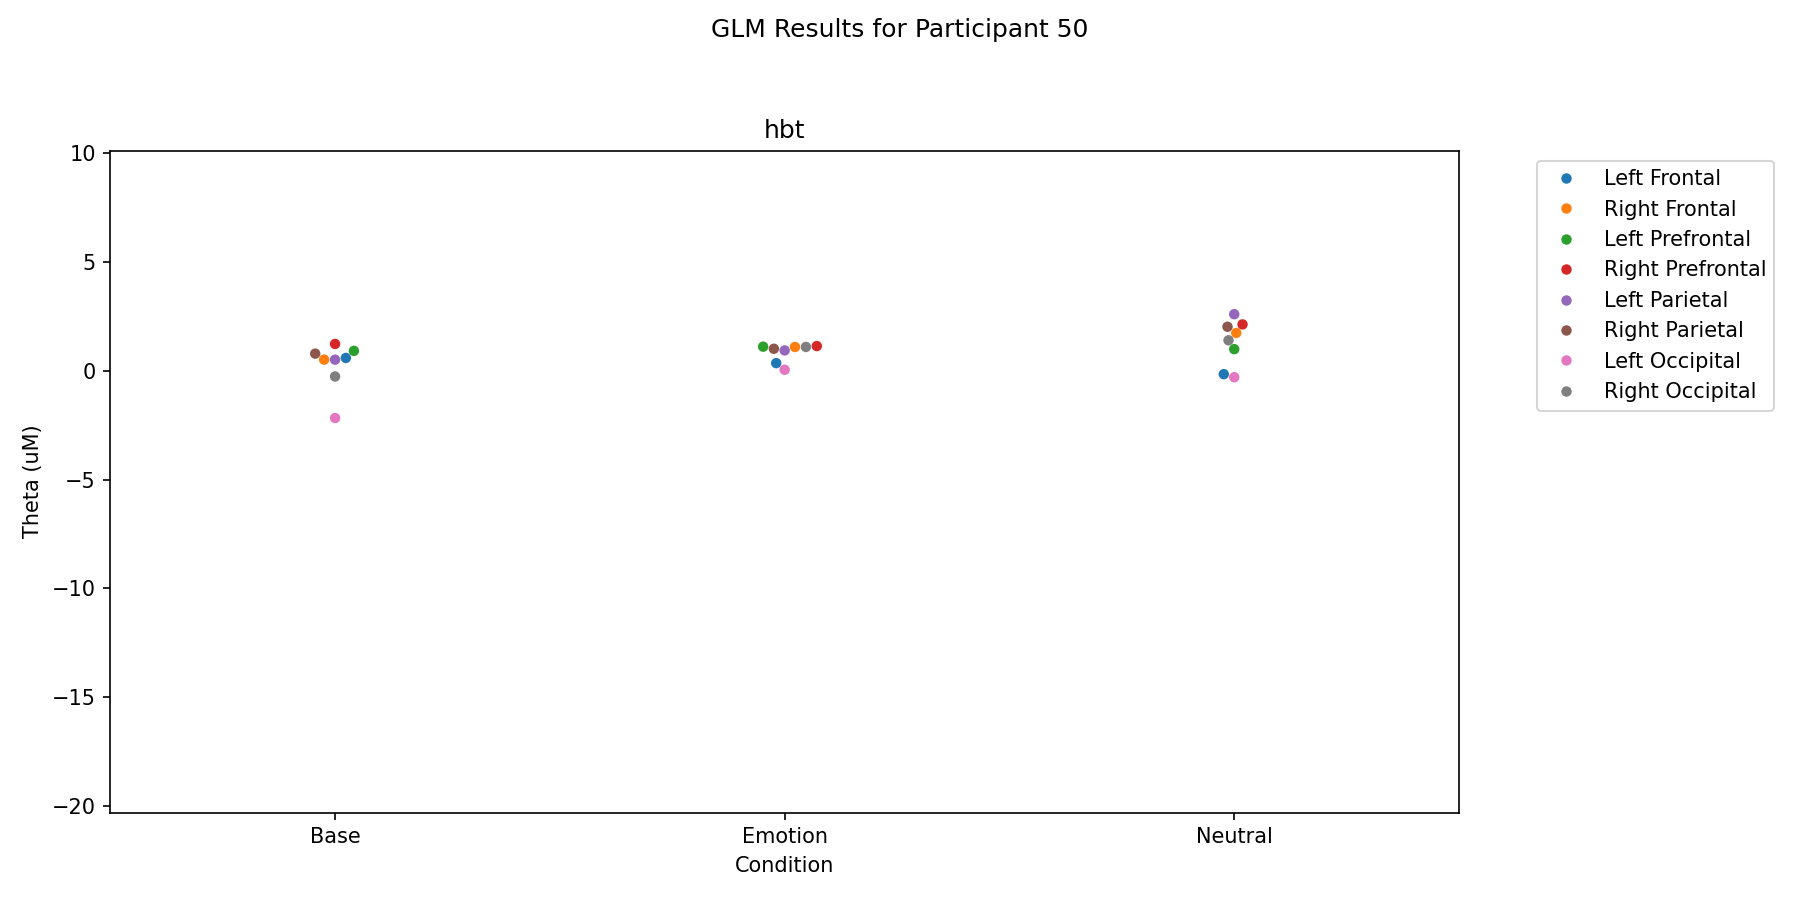 GLM Results for Participant 50
hbt
10
5
0
−5
−10
−15
−20
Theta (uM)
Base
Emotion
Neutral
Condition
Left Frontal
Right Frontal
Left Prefrontal
Right Prefrontal
Left Parietal
Right Parietal
Left Occipital
Right Occipital